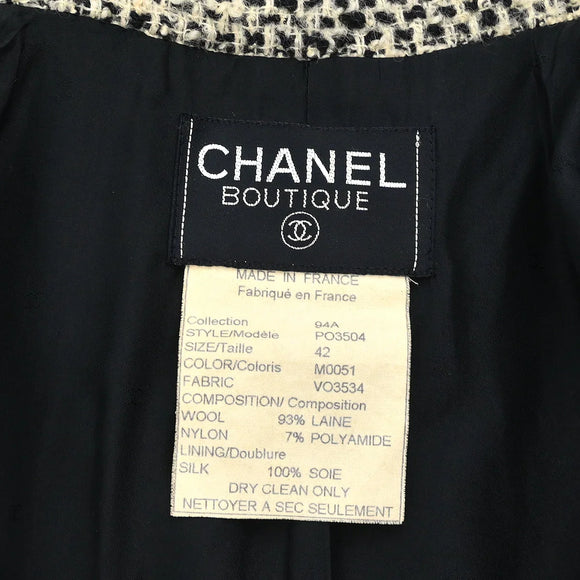 CHANEL
BOUTIQUE
MADE IN FRANCE
Fabriqué en France
Collection 94A
STYLE/Modèle PO3504
SIZE/Taille 42
COLOR/Coloris M0051
FABRIC VO3534
COMPOSITION/ Composition
WOOL 93% LAINE
NYLON 7% POLYAMIDE
LINING/Doublure
SILK 100% SOIE
DRY CLEAN ONLY
NETTOYER A SEC SEULEMENT